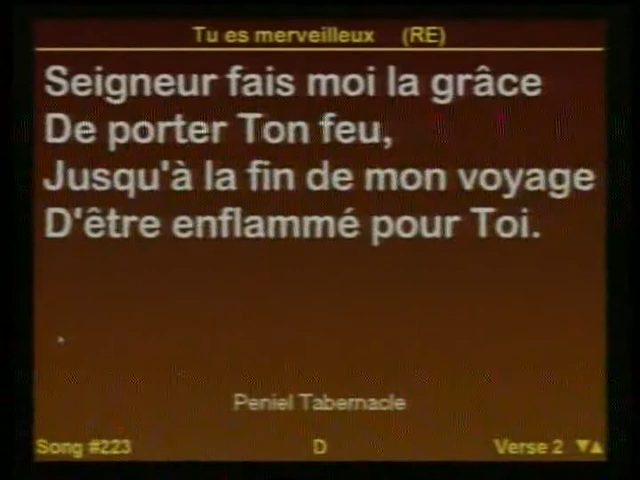 Tu es merveilleux (RE)
Seigneur fais moi la grâce
De porter Ton feu,
Jusqu'à la fin de mon voyage
D'être enflammé pour Toi.
Peniel Tabernacle
Song #223 D Verse 2 ▼▲